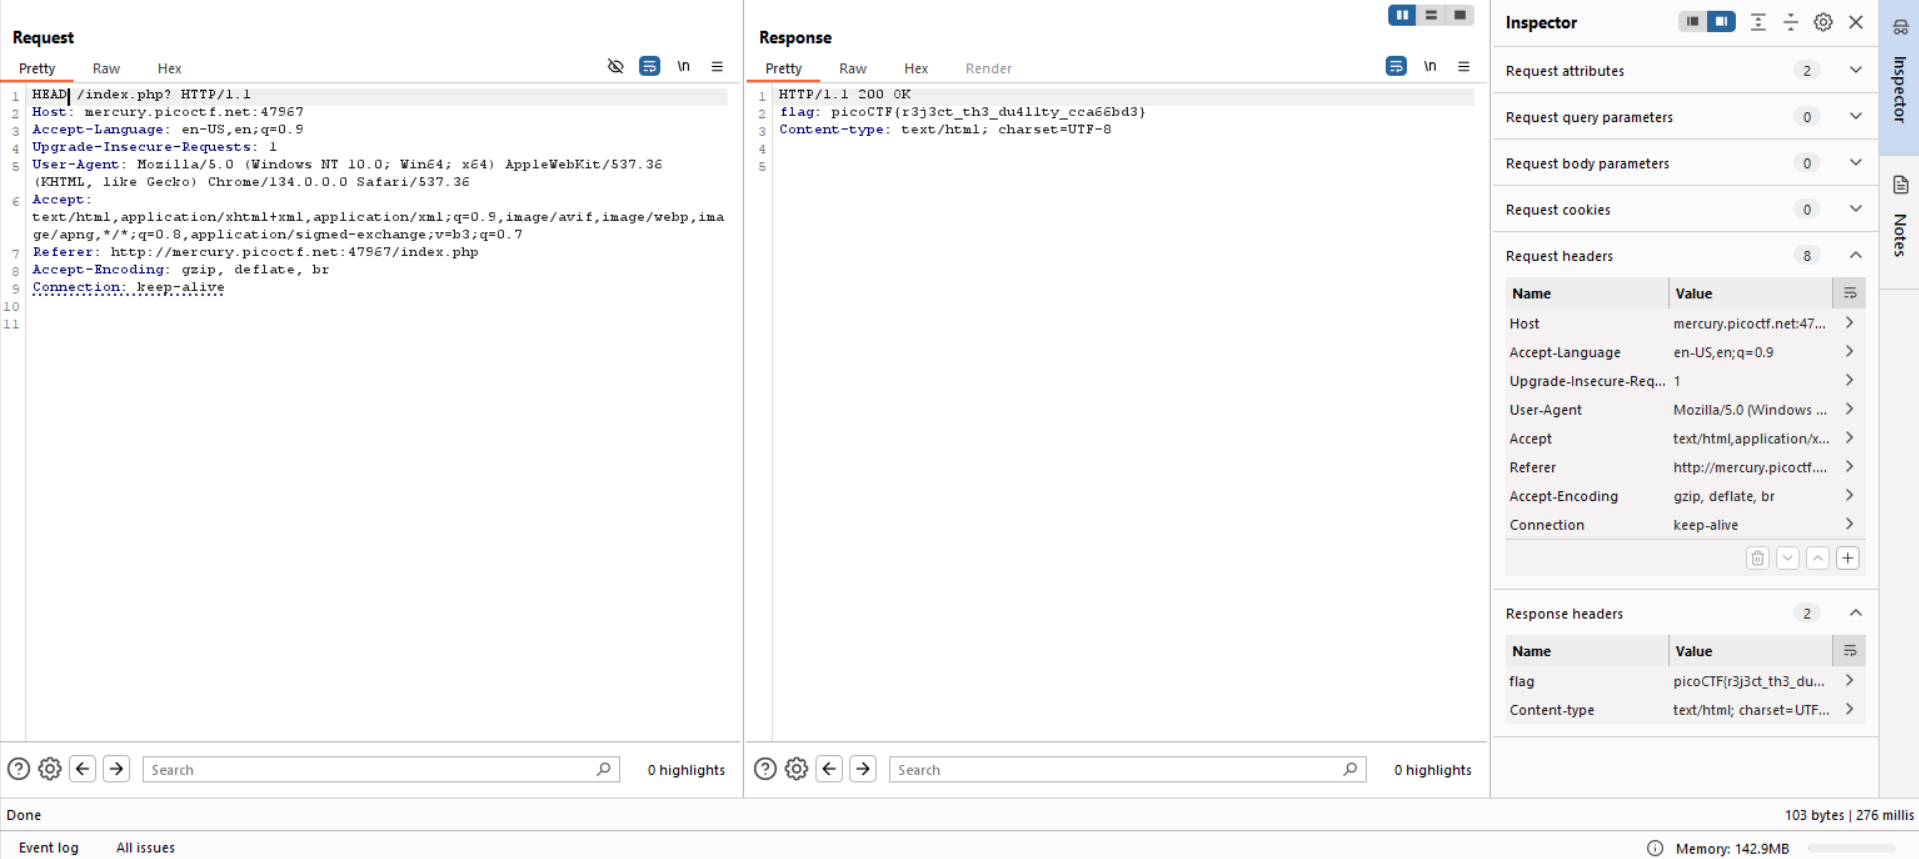 Request
Pretty Raw Hex \n
1 HEAD /index.php? HTTP/1.1
2 Host: mercury.picoctf.net:47967
3 Accept-Language: en-US,en;q=0.9
4 Upgrade-Insecure-Requests: 1
5 User-Agent: Mozilla/5.0 (Windows NT 10.0; Win64; x64) AppleWebKit/537.36
(KHTML, like Gecko) Chrome/134.0.0.0 Safari/537.36
6 Accept:
text/html,application/xhtml+xml,application/xml;q=0.9,image/avif,image/webp,ima
ge/apng,*/*;q=0.8,application/signed-exchange;v=b3;q=0.7
7 Referer: http://mercury.picoctf.net:47967/index.php
8 Accept-Encoding: gzip, deflate, br
9 Connection: keep-alive
10
11
Search 0 highlights
Response
Pretty Raw Hex Render \n
1 HTTP/1.1 200 OK
2 flag: picoCTF{r3j3ct_th3_du4l1ty_cca66bd3}
3 Content-type: text/html; charset=UTF-8
4
5
Search 0 highlights
Inspector
Request attributes 2
Request query parameters 0
Request body parameters 0
Request cookies 0
Request headers 8
Name Value
Host mercury.picoctf.net:47...
Accept-Language en-US,en;q=0.9
Upgrade-Insecure-Req... 1
User-Agent Mozilla/5.0 (Windows ...
Accept text/html,application/x...
Referer http://mercury.picoctf....
Accept-Encoding gzip, deflate, br
Connection keep-alive
Response headers 2
Name Value
flag picoCTF{r3j3ct_th3_du...
Content-type text/html; charset=UTF...
Inspector
Notes
Done 103 bytes | 276 millis
Event log All issues Memory: 142.9MB